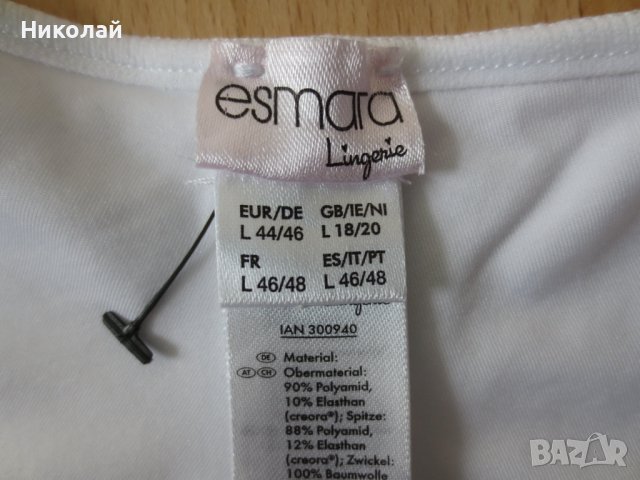 Николай
esmara
Lingerie
EUR/DE GB/IE/NI
L 44/46 L 18/20
FR ES/IT/PT
L 46/48 L 46/48
IAN 300940
DE Material:
AT CH Obermaterial:
90% Polyamid,
10% Elasthan
(creora®); Spitze:
88% Polyamid,
12% Elasthan
(creora®); Zwickel:
100% Baumwolle
BAZAR